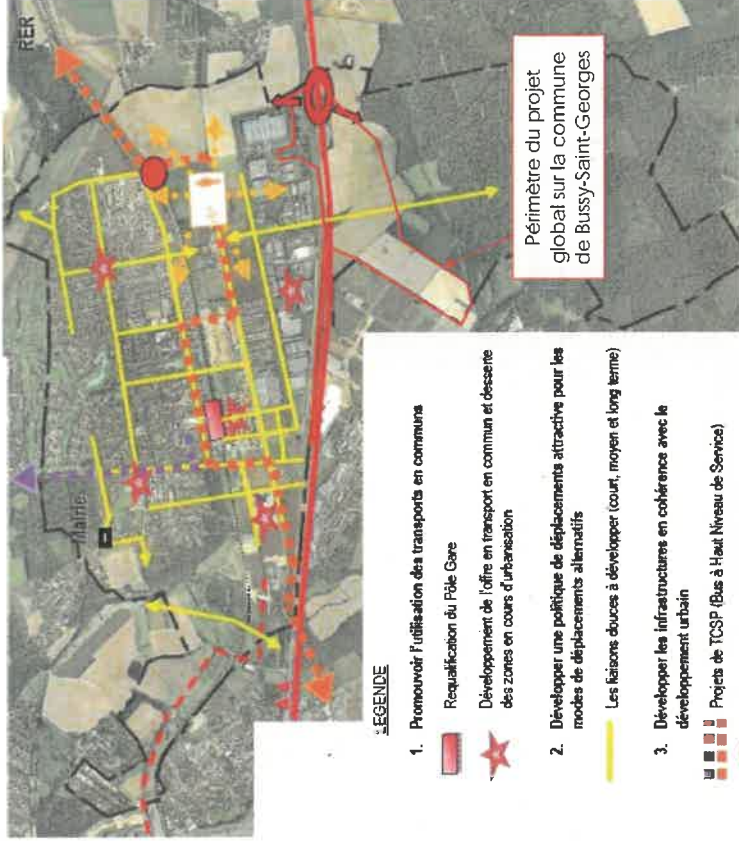 RER
Mairie
Périmètre du projet
global sur la commune
de Bussy-Saint-Georges
LEGENDE
1. Promouvoir l'utilisation des transports en communs
Requalification du Pôle Gare
Développement de l'offre en transport en commun et desserte
des zones en cours d'urbanisation
2. Développer une politique de déplacements attractive pour les
modes de déplacements alternatifs
Les liaisons douces à développer (court, moyen et long terme)
3. Développer les infrastructures en cohérence avec le
développement urbain
Projets de TCSP (Bus à Haut Niveau de Service)